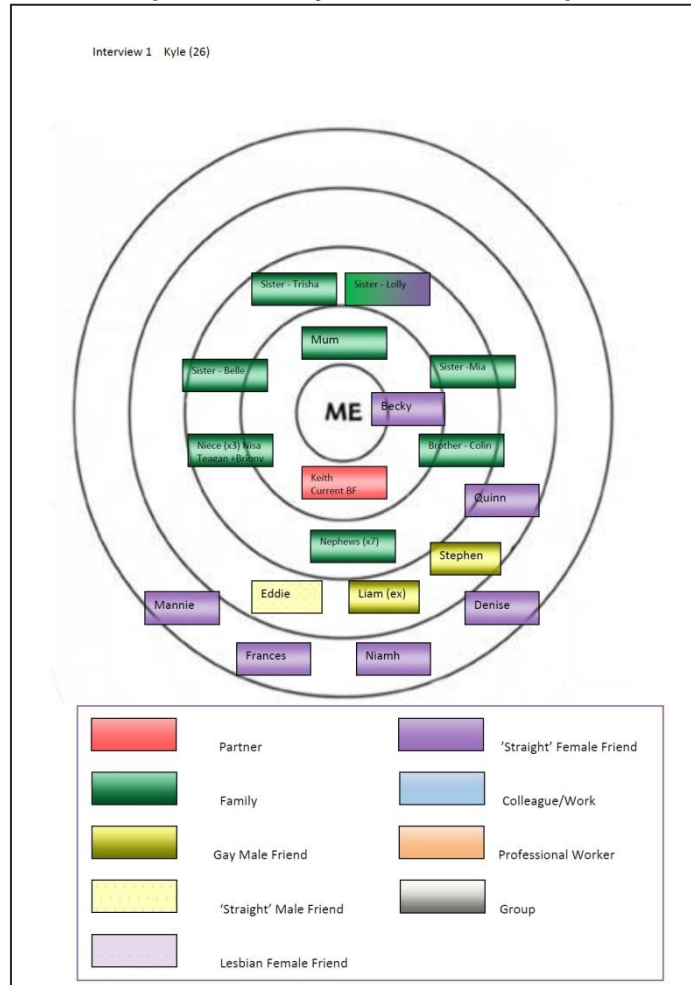 Interview 1 Kyle (26)
Sister - Trisha
Sister - Lolly
Mum
Sister - Belle
Sister -Mia
ME
Becky
Niece (x3) Nisa
Teagan +Briony
Brother - Colin
Keith
Current BF
Quinn
Nephews (x7)
Stephen
Eddie
Liam (ex)
Mannie
Denise
Frances
Niamh
Partner
'Straight' Female Friend
Family
Colleague/Work
Gay Male Friend
Professional Worker
‘Straight’ Male Friend
Group
Lesbian Female Friend